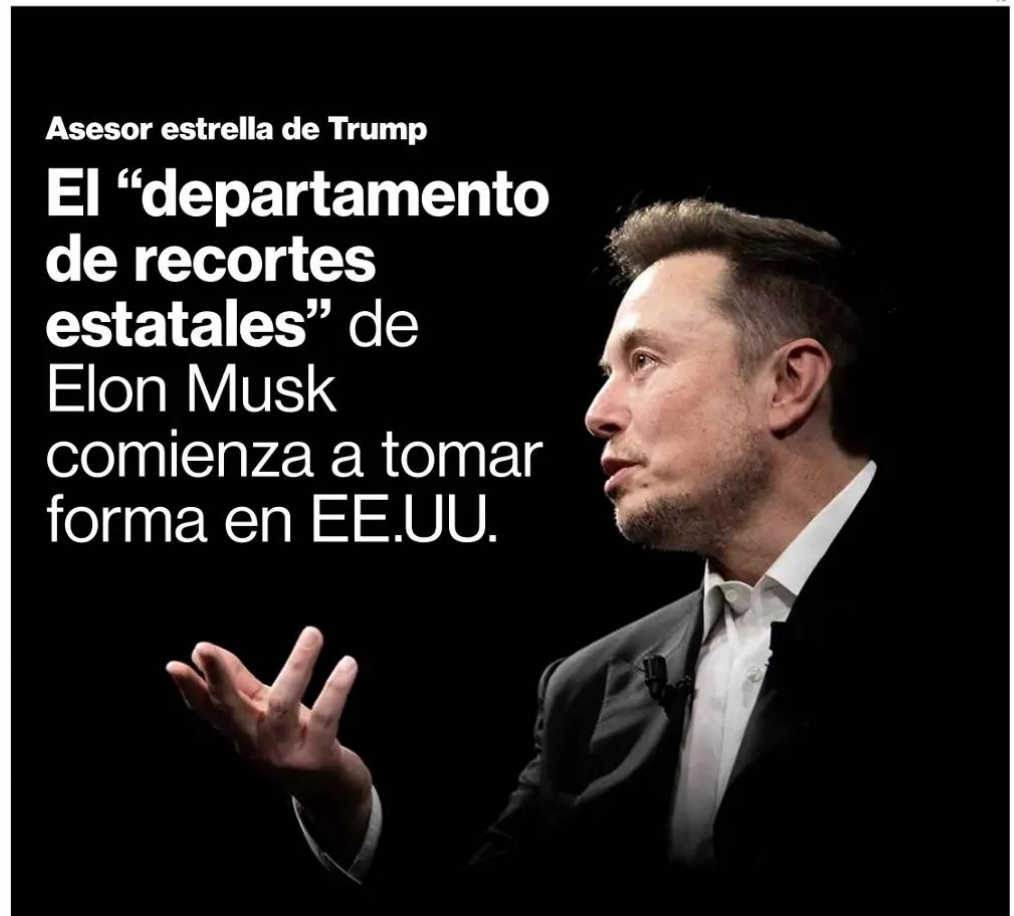 Asesor estrella de Trump
El “departamento
de recortes
estatales” de
Elon Musk
comienza a tomar
forma en EE.UU.